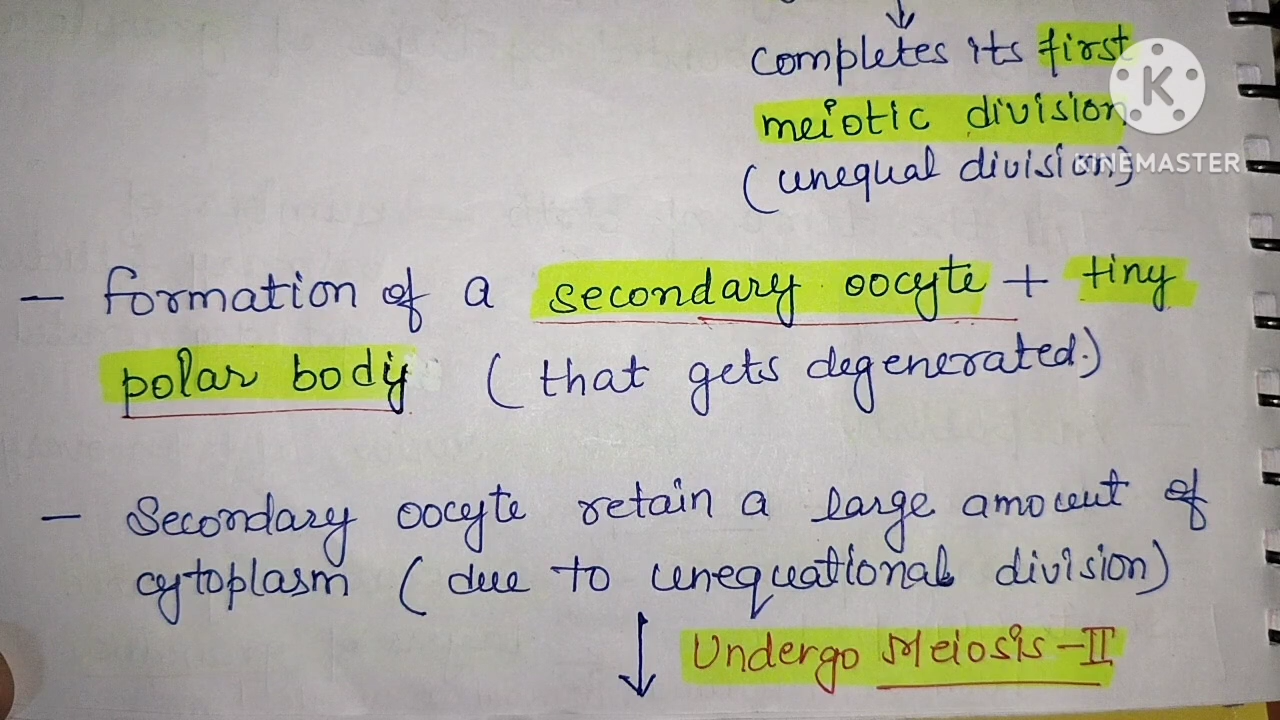 completes its first
meiotic division
(unequal division)
K
KINEMASTER
- formation of a secondary oocyte + tiny
polar body (that gets degenerated.)
- Secondary oocyte retain a large amount of
cytoplasm (due to unequational division)
↓ Undergo Meiosis-II